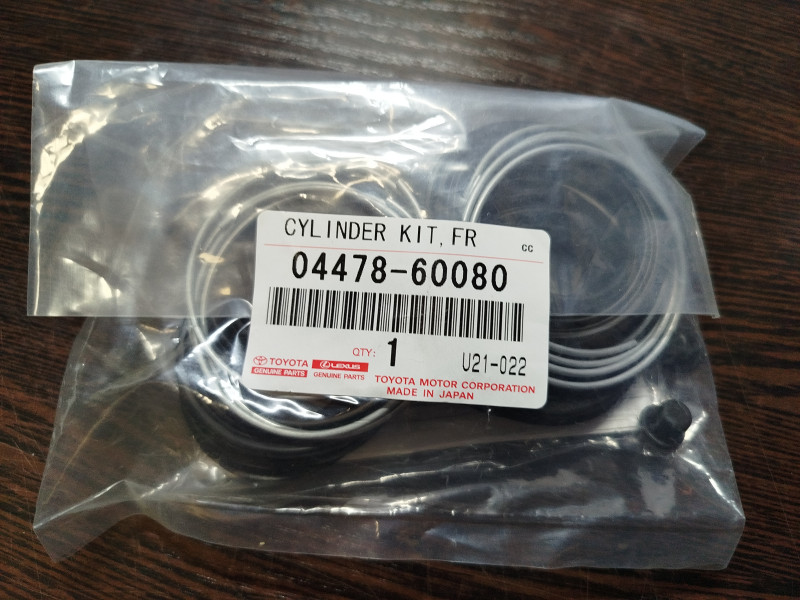 CYLINDER KIT, FR
CC
04478-60080
QTY: 1
U21-022
TOYOTA LEXUS
GENUINE PARTS GENUINE PARTS
TOYOTA MOTOR CORPORATION
MADE IN JAPAN